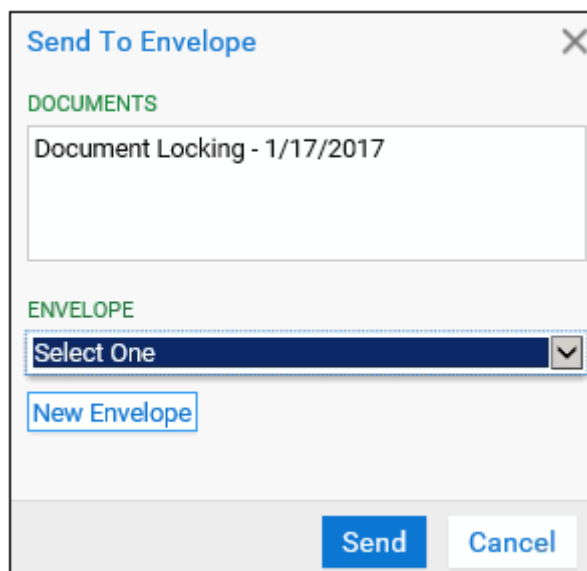 Send To Envelope
DOCUMENTS
Document Locking - 1/17/2017
ENVELOPE
Select One
New Envelope
Send Cancel